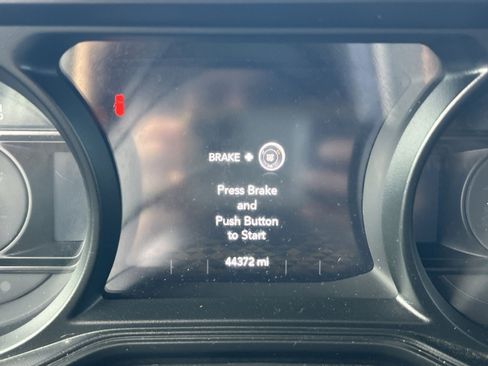 BRAKE +
Press Brake
and
Push Button
to Start
44372 mi